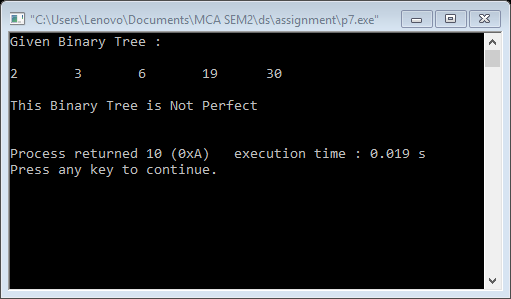 "C:\Users\Lenovo\Documents\MCA SEM2\ds\assignment\p7.exe"
Given Binary Tree :
2 3 6 19 30
This Binary Tree is Not Perfect
Process returned 10 (0xA) execution time : 0.019 s
Press any key to continue.